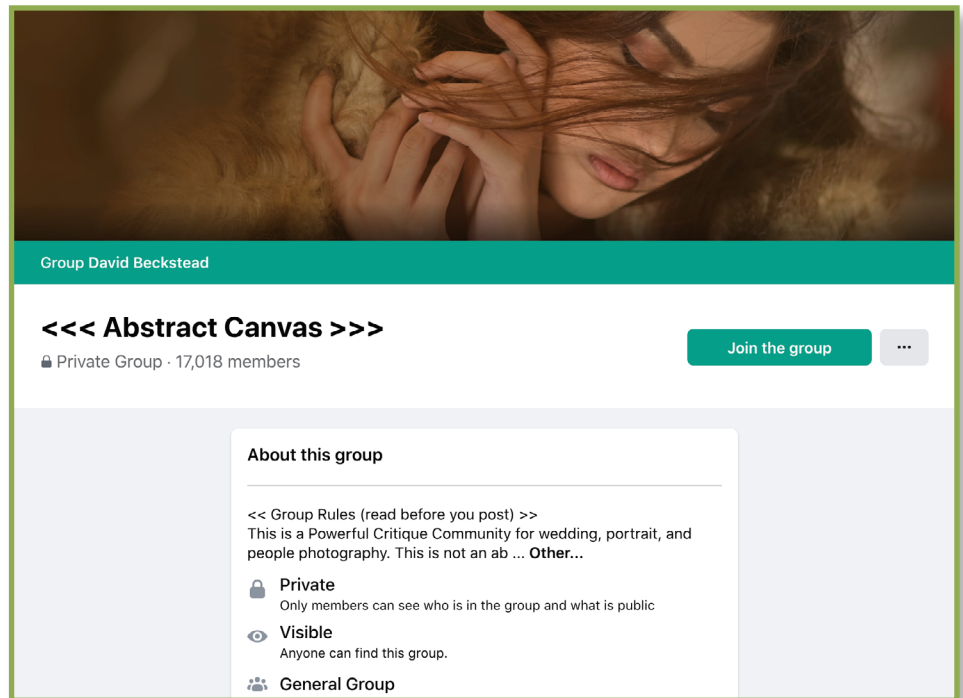 Group David Beckstead
<<< Abstract Canvas >>>
Private Group · 17,018 members
Join the group
...
About this group
<< Group Rules (read before you post) >>
This is a Powerful Critique Community for wedding, portrait, and
people photography. This is not an ab ... Other...
Private
Only members can see who is in the group and what is public
Visible
Anyone can find this group.
General Group